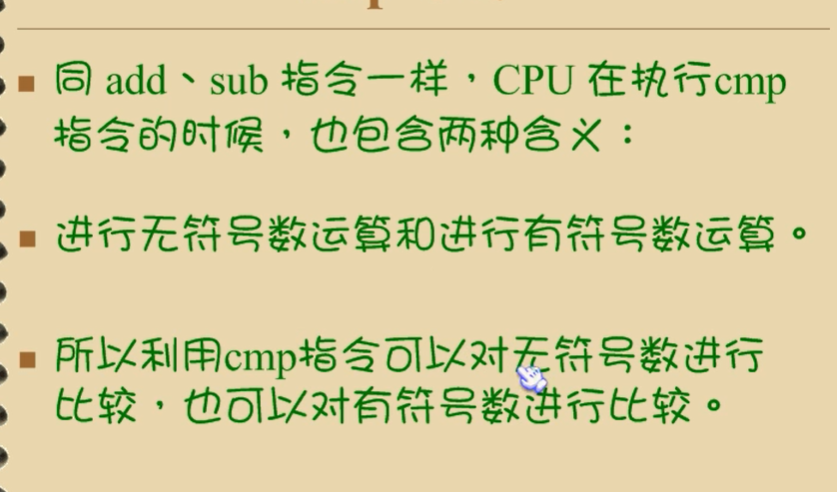 同 add、sub 指令一样，CPU 在执行cmp
指令的时候，也包含两种含义：
进行无符号数运算和进行有符号数运算。
所以利用cmp指令可以对无符号数进行
比较，也可以对有符号数进行比较。